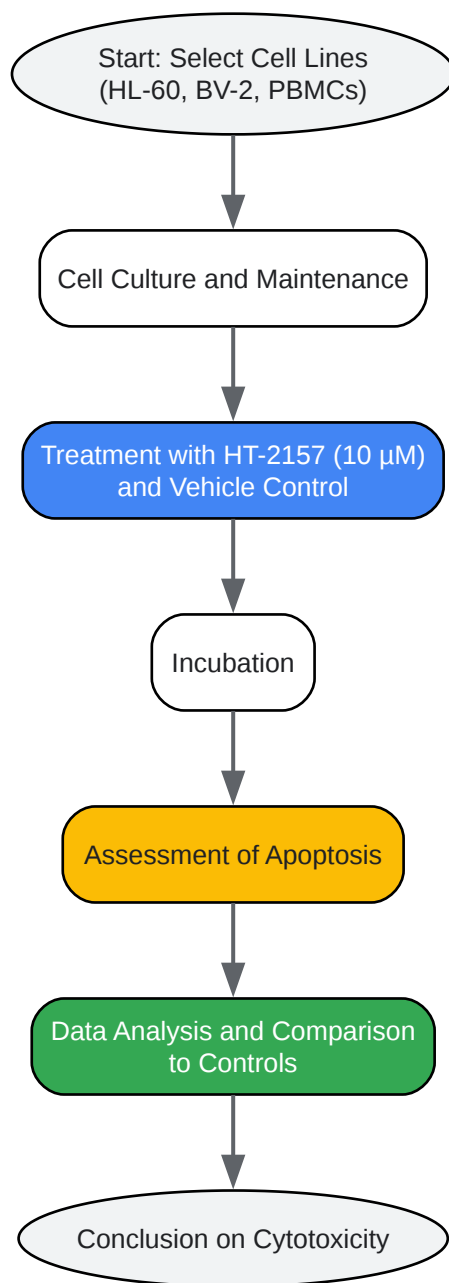 Start: Select Cell Lines
(HL-60, BV-2, PBMCs)
Cell Culture and Maintenance
Treatment with HT-2157 (10 µM)
and Vehicle Control
Incubation
Assessment of Apoptosis
Data Analysis and Comparison
to Controls
Conclusion on Cytotoxicity